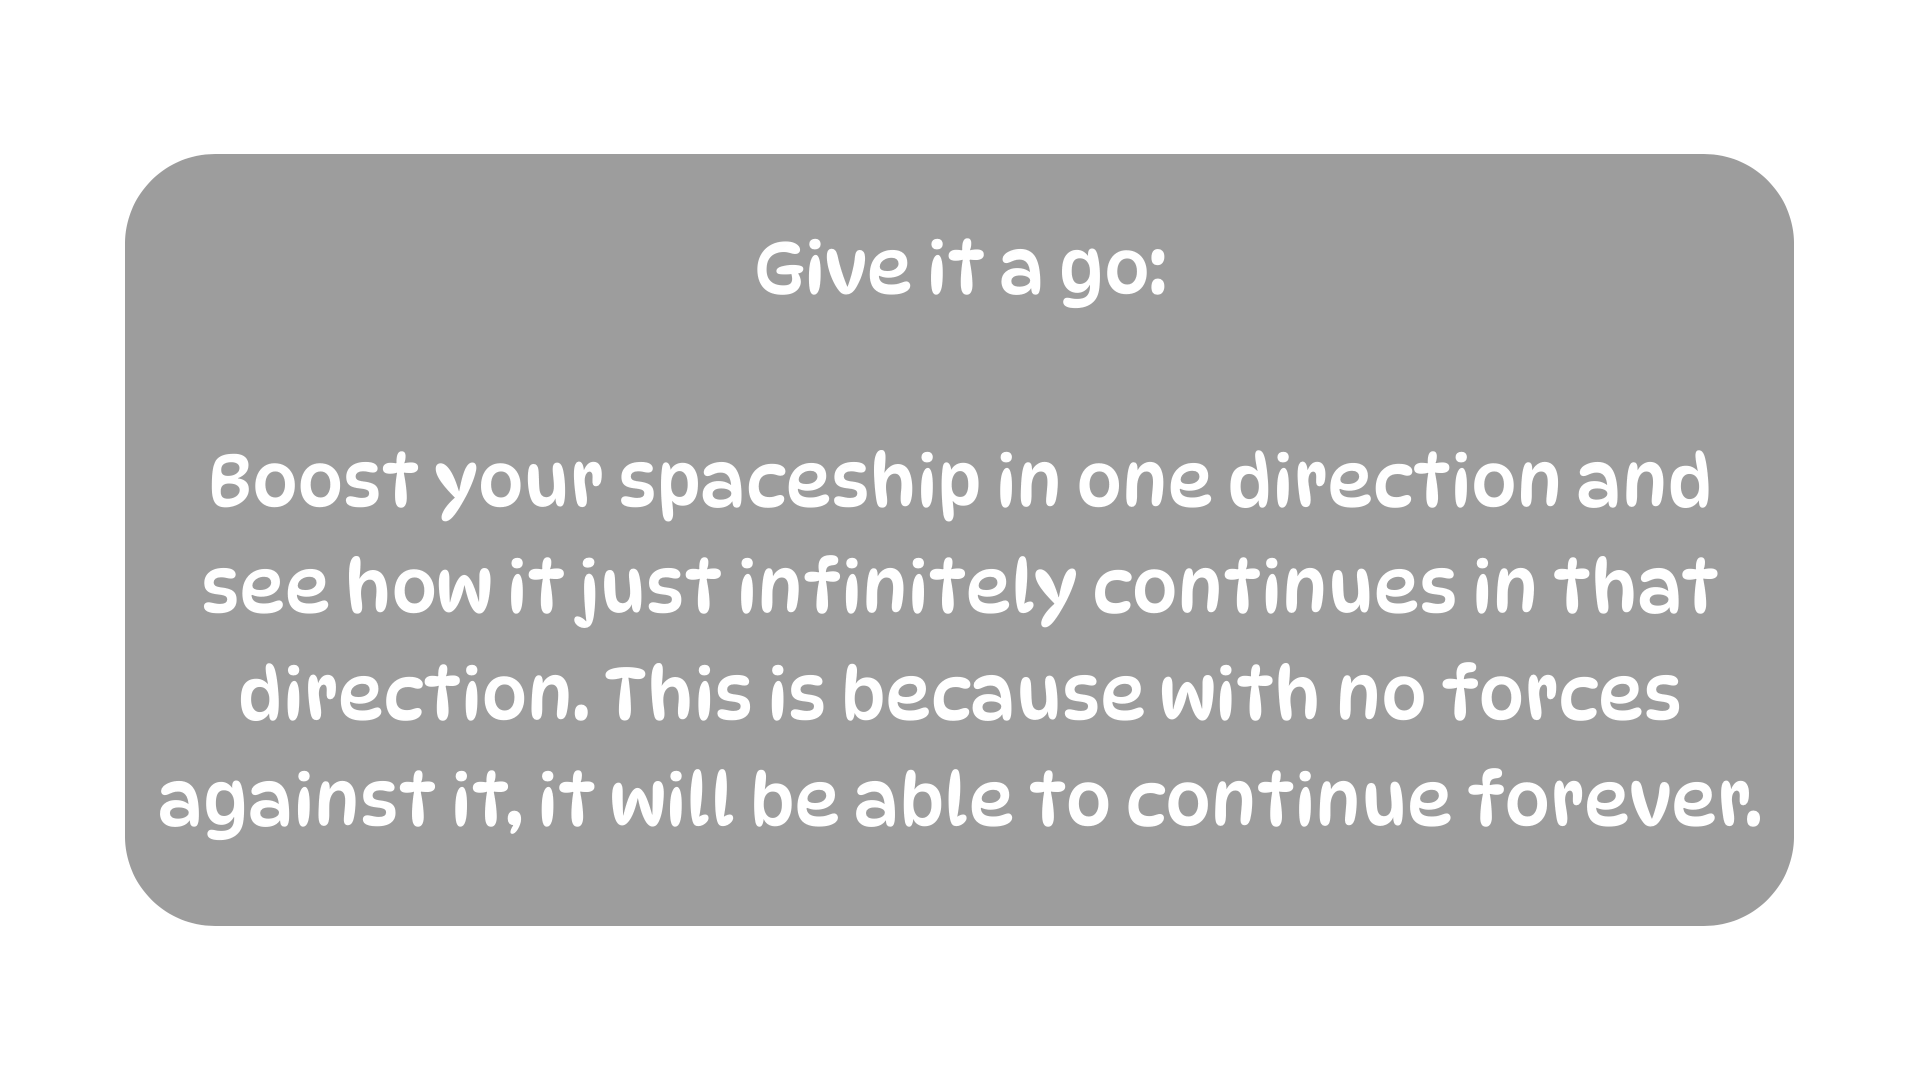 Give it a go:
Boost your spaceship in one direction and
see how it just infinitely continues in that
direction. This is because with no forces
against it, it will be able to continue forever.